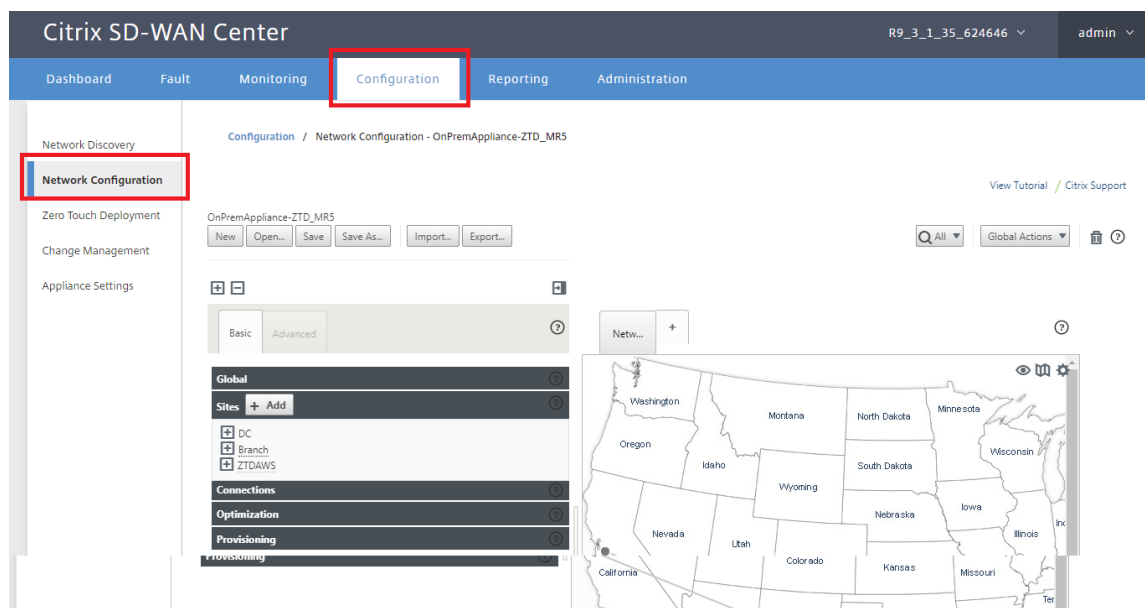 Citrix SD-WAN Center
R9_3_1_35_624646
admin
Dashboard Fault Monitoring Configuration Reporting Administration
Network Discovery
Network Configuration
Zero Touch Deployment
Change Management
Appliance Settings
Configuration / Network Configuration - OnPremAppliance-ZTD_MR5
View Tutorial / Citrix Support
OnPremAppliance-ZTD_MR5
New Open... Save Save As... Import... Export...
All Global Actions ?
+ −
Basic Advanced ?
Global ?
Sites + Add ?
+ DC
+ Branch
+ ZTDAWS
Connections ?
Optimization ?
Provisioning ?
Provisioning
Netw... + ?
Washington
Montana
North Dakota
Minnesota
Oregon
Idaho
South Dakota
Wisconsin
Wyoming
Nebraska
Iowa
Illinois
Nevada
Utah
Colorado
California
Kansas
Missouri